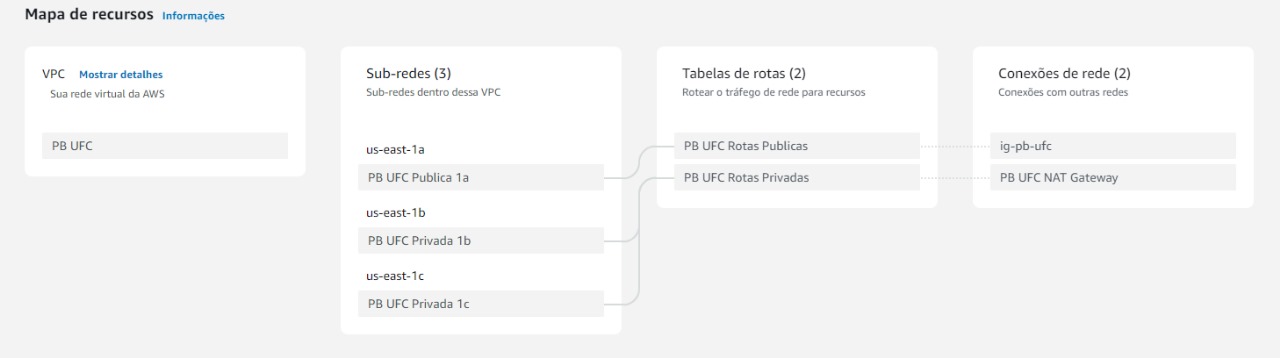 Mapa de recursos Informações
VPC Mostrar detalhes
Sua rede virtual da AWS
PB UFC
Sub-redes (3)
Sub-redes dentro dessa VPC
us-east-1a
PB UFC Publica 1a
us-east-1b
PB UFC Privada 1b
us-east-1c
PB UFC Privada 1c
Tabelas de rotas (2)
Rotear o tráfego de rede para recursos
PB UFC Rotas Publicas
PB UFC Rotas Privadas
Conexões de rede (2)
Conexões com outras redes
ig-pb-ufc
PB UFC NAT Gateway